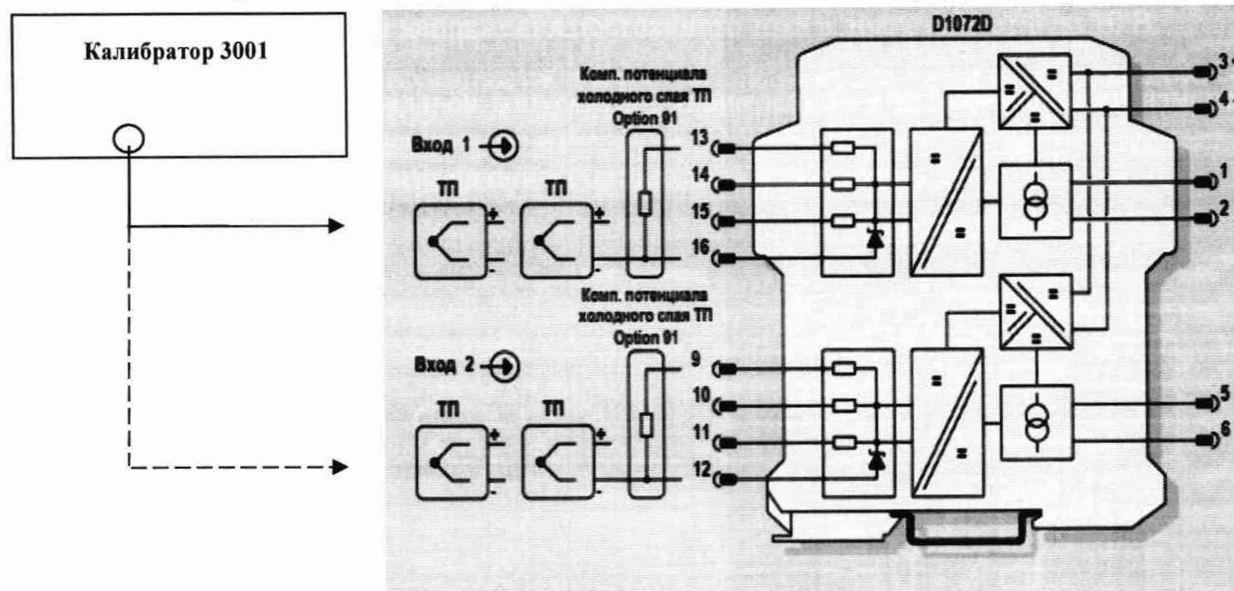 Калибратор 3001
D1072D
Комп. потенциала
холодного спая ТП
Option 91
Вход 1
ТП
ТП
+
-
+
-
13
14
15
16
3 +
4 -
1
2
Комп. потенциала
холодного спая ТП
Option 91
Вход 2
ТП
ТП
+
-
+
-
9
10
11
12
5
6